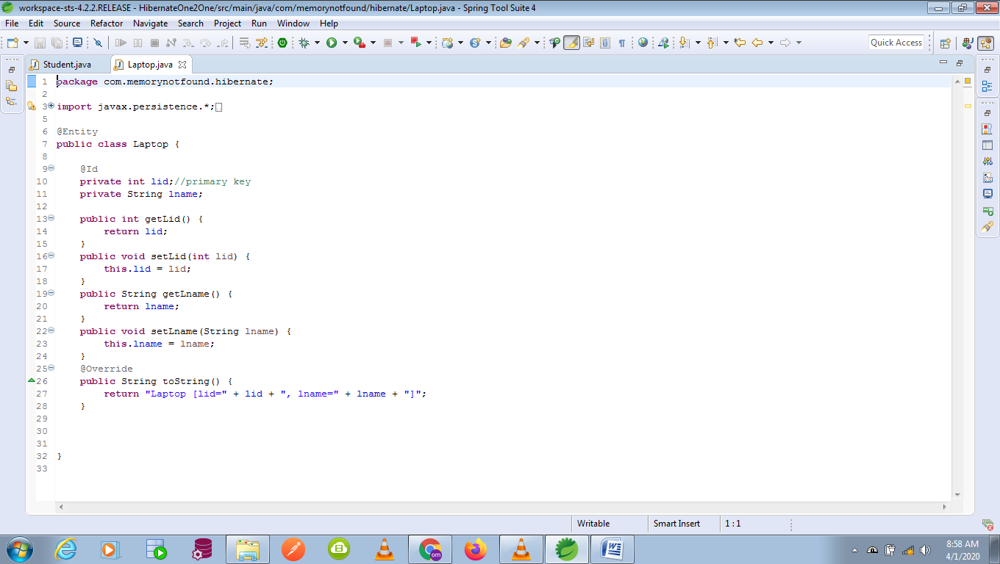 workspace-sts-4.2.2.RELEASE - HibernateOne2One/src/main/java/com/memorynotfound/hibernate/Laptop.java - Spring Tool Suite 4
File Edit Source Refactor Navigate Search Project Run Window Help
Quick Access
Student.java Laptop.java
1 package com.memorynotfound.hibernate;
2
3 import javax.persistence.*;
5
6 @Entity
7 public class Laptop {
8
9 @Id
10 private int lid;//primary key
11 private String lname;
12
13 public int getLid() {
14 return lid;
15 }
16 public void setLid(int lid) {
17 this.lid = lid;
18 }
19 public String getLname() {
20 return lname;
21 }
22 public void setLname(String lname) {
23 this.lname = lname;
24 }
25 @Override
26 public String toString() {
27 return "Laptop [lid=" + lid + ", lname=" + lname + "]";
28 }
29
30
31
32 }
33
Writable Smart Insert 1 : 1
om
8:58 AM
4/1/2020